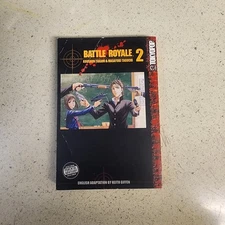 BATTLE ROYALE 2
KOUSHUN TAKAMI & MASAYUKI TAGUCHI
TOKYOPOP
ENGLISH ADAPTATION BY KEITH GIFFEN